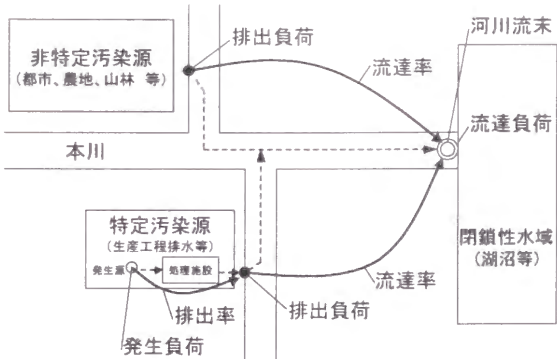 河川流末
排出負荷
非特定汚染源
(都市、農地、山林 等)
流達率
流達負荷
本川
特定汚染源
(生産工程排水等)
閉鎖性水域
(湖沼等)
発生源
処理施設
流達率
排出負荷
排出率
発生負荷